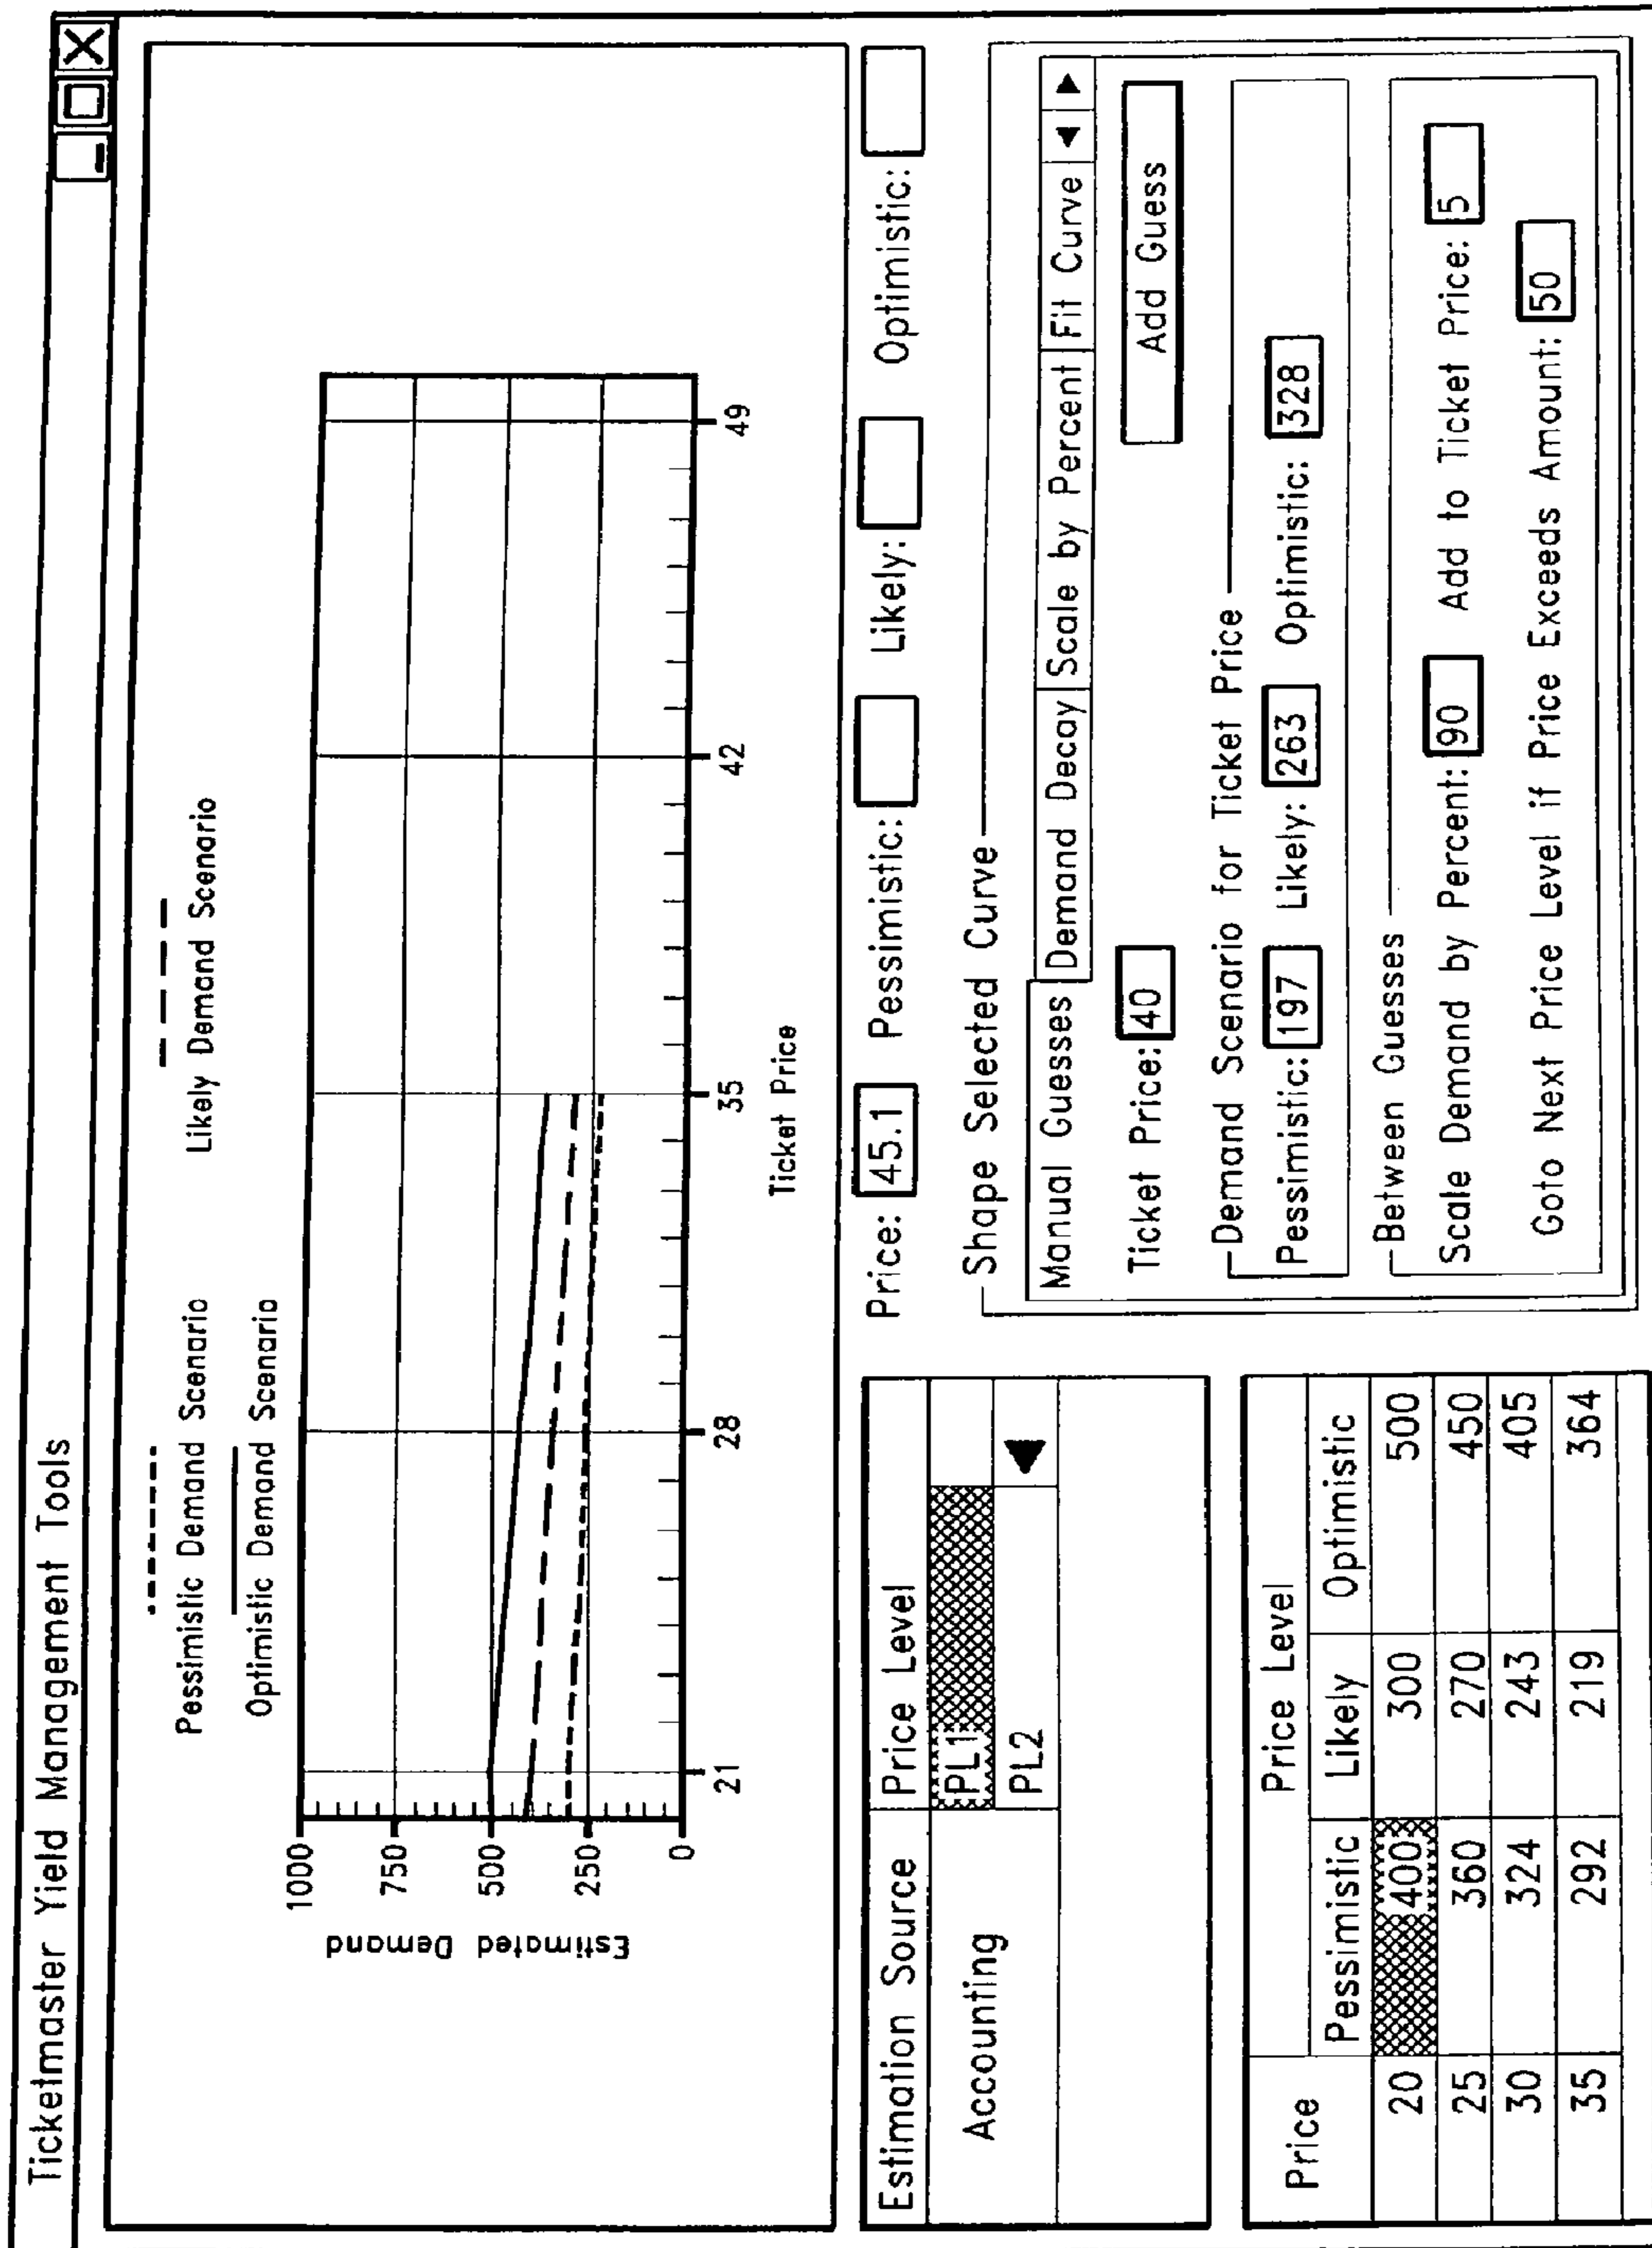 Ticketmaster Yield Management Tools
Pessimistic Demand Scenario
Likely Demand Scenario
Optimistic Demand Scenario
Estimated Demand
1000
750
500
250
0
21 28 35 42 49
Ticket Price
Price: 45.1 Pessimistic: Likely: Optimistic:
Estimation Source Price Level
Accounting PL1
PL2
Price Price Level
Pessimistic Likely Optimistic
20 400 300 500
25 360 270 450
30 324 243 405
35 292 219 364
Shape Selected Curve
Manual Guesses Demand Decay Scale by Percent Fit Curve
Ticket Price: 40 Add Guess
Demand Scenario for Ticket Price
Pessimistic: 197 Likely: 263 Optimistic: 328
Between Guesses
Scale Demand by Percent: 90 Add to Ticket Price: 5
Goto Next Price Level if Price Exceeds Amount: 50